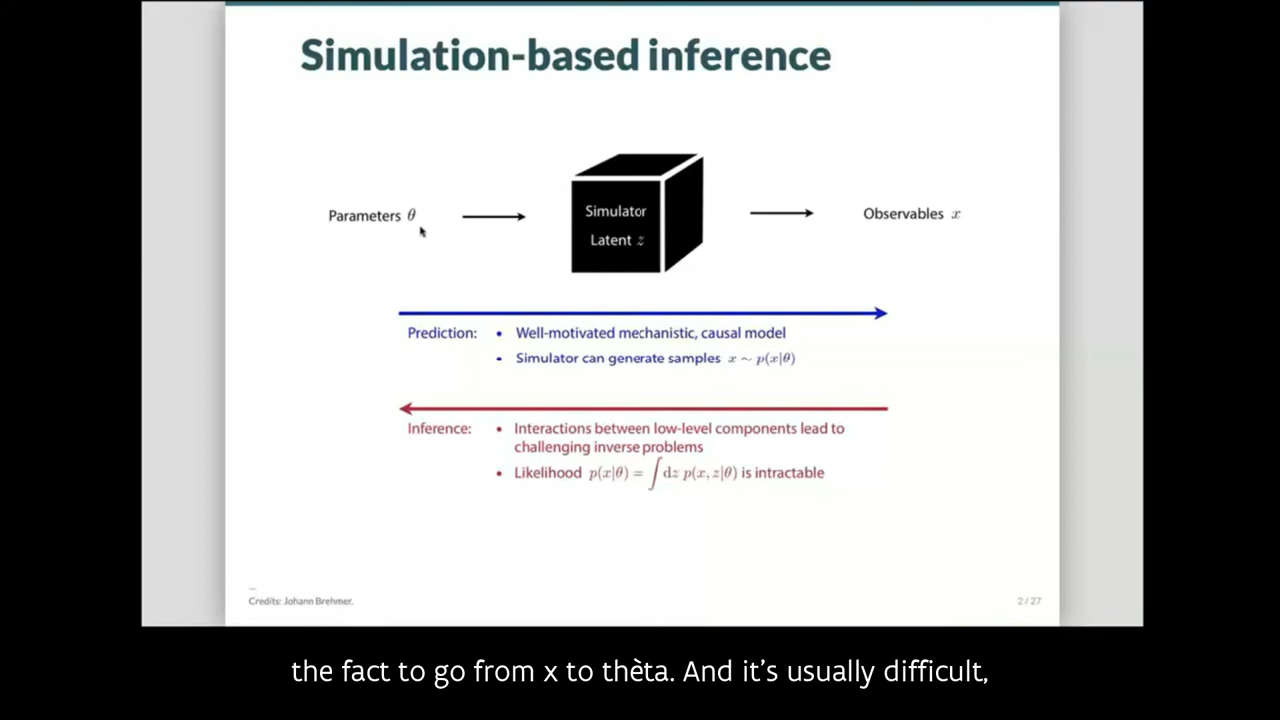 Simulation-based inference
Parameters θ
Simulator
Latent z
Observables x
Prediction: • Well-motivated mechanistic, causal model
• Simulator can generate samples x ∼ p(x|θ)
Inference: • Interactions between low-level components lead to
challenging inverse problems
• Likelihood p(x|θ) = ∫ dz p(x, z|θ) is intractable
Credits: Johann Brehmer.
2 / 27
the fact to go from x to thèta. And it's usually difficult,